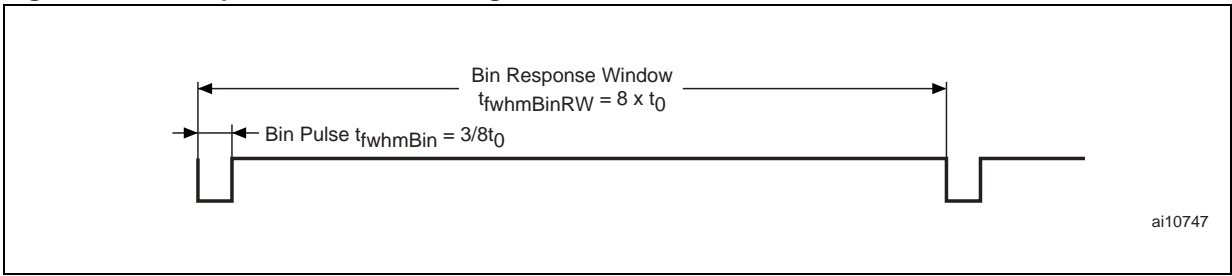 Bin Response Window
tfwhmBinRW = 8 x t0
Bin Pulse tfwhmBin = 3/8t0
ai10747